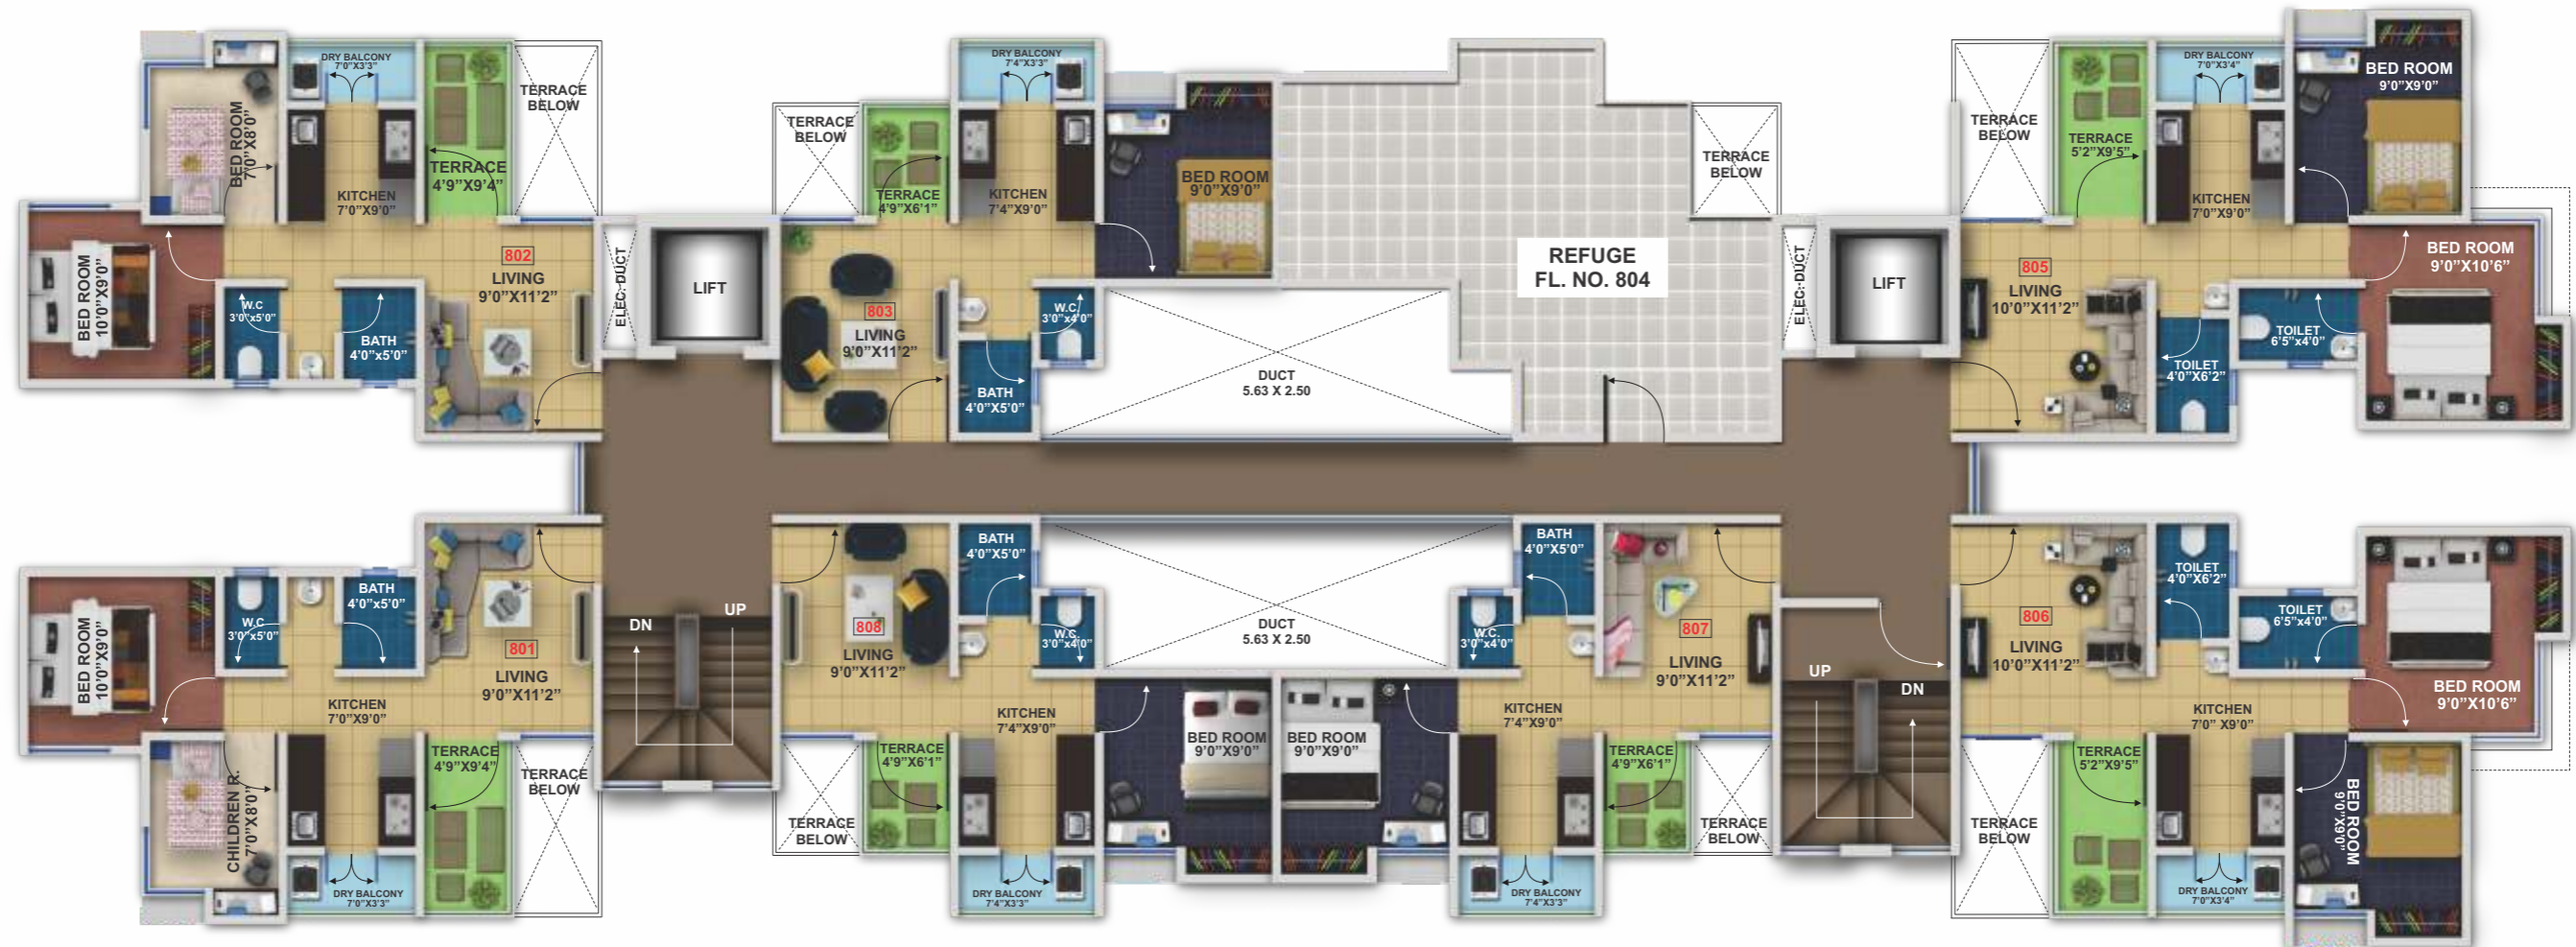 BED ROOM
7'0"X8'0"
DRY BALCONY
7'0"X3'3"
TERRACE
BELOW
TERRACE
4'9"X9'4"
KITCHEN
7'0"X9'0"
BED ROOM
10'0"X9'0"
W.C
3'0"x5'0"
BATH
4'0"x5'0"
802
LIVING
9'0"X11'2"
ELEC. DUCT
LIFT
TERRACE
BELOW
DRY BALCONY
7'4"X3'3"
TERRACE
4'9"X6'1"
KITCHEN
7'4"X9'0"
BED ROOM
9'0"X9'0"
803
LIVING
9'0"X11'2"
W.C.
3'0"x4'0"
BATH
4'0"X5'0"
DUCT
5.63 X 2.50
REFUGE
FL. NO. 804
TERRACE
BELOW
ELEC. DUCT
LIFT
TERRACE
BELOW
TERRACE
5'2"X9'5"
DRY BALCONY
7'0"X3'4"
KITCHEN
7'0"X9'0"
BED ROOM
9'0"X9'0"
BED ROOM
9'0"X10'6"
805
LIVING
10'0"X11'2"
TOILET
6'5"x4'0"
TOILET
4'0"X6'2"
BED ROOM
10'0"X9'0"
W.C
3'0"x5'0"
BATH
4'0"x5'0"
801
LIVING
9'0"X11'2"
KITCHEN
7'0"X9'0"
CHILDREN R.
7'0"X8'0"
TERRACE
4'9"X9'4"
TERRACE
BELOW
DRY BALCONY
7'0"X3'3"
DN
UP
808
LIVING
9'0"X11'2"
BATH
4'0"X5'0"
W.C.
3'0"x4'0"
KITCHEN
7'4"X9'0"
TERRACE
4'9"X6'1"
TERRACE
BELOW
DRY BALCONY
7'4"X3'3"
BED ROOM
9'0"X9'0"
DUCT
5.63 X 2.50
BED ROOM
9'0"X9'0"
BATH
4'0"X5'0"
W.C.
3'0"x4'0"
807
LIVING
9'0"X11'2"
KITCHEN
7'4"X9'0"
TERRACE
4'9"X6'1"
TERRACE
BELOW
DRY BALCONY
7'4"X3'3"
UP
DN
806
LIVING
10'0"X11'2"
TOILET
4'0"X6'2"
TOILET
6'5"x4'0"
BED ROOM
9'0"X10'6"
KITCHEN
7'0" X9'0"
TERRACE
5'2"X9'5"
TERRACE
BELOW
DRY BALCONY
7'0"X3'4"
BED ROOM
9'0"X9'0"